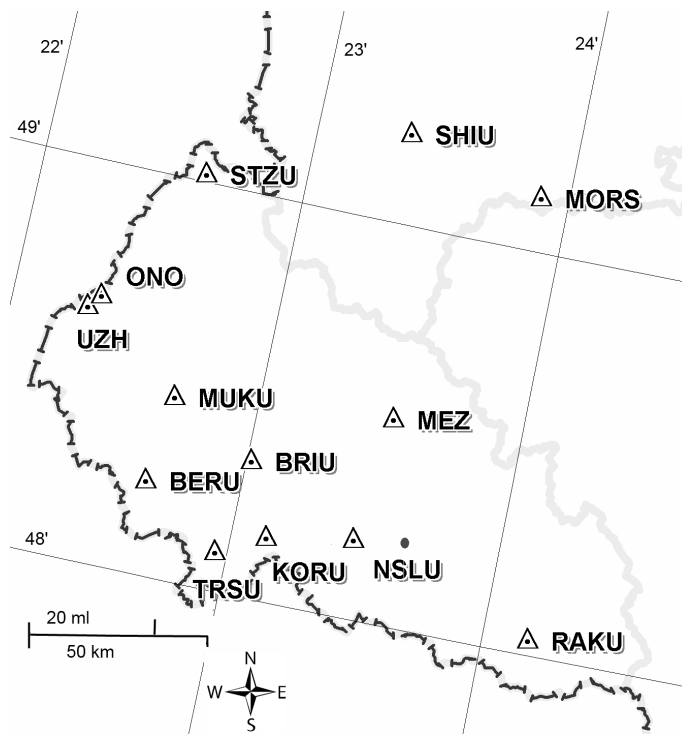 22'
23'
24'
49'
SHIU
STZU
MORS
ONO
UZH
MUKU
MEZ
BRIU
BERU
48'
KORU
NSLU
TRSU
20 ml
RAKU
50 km
N
W
E
S